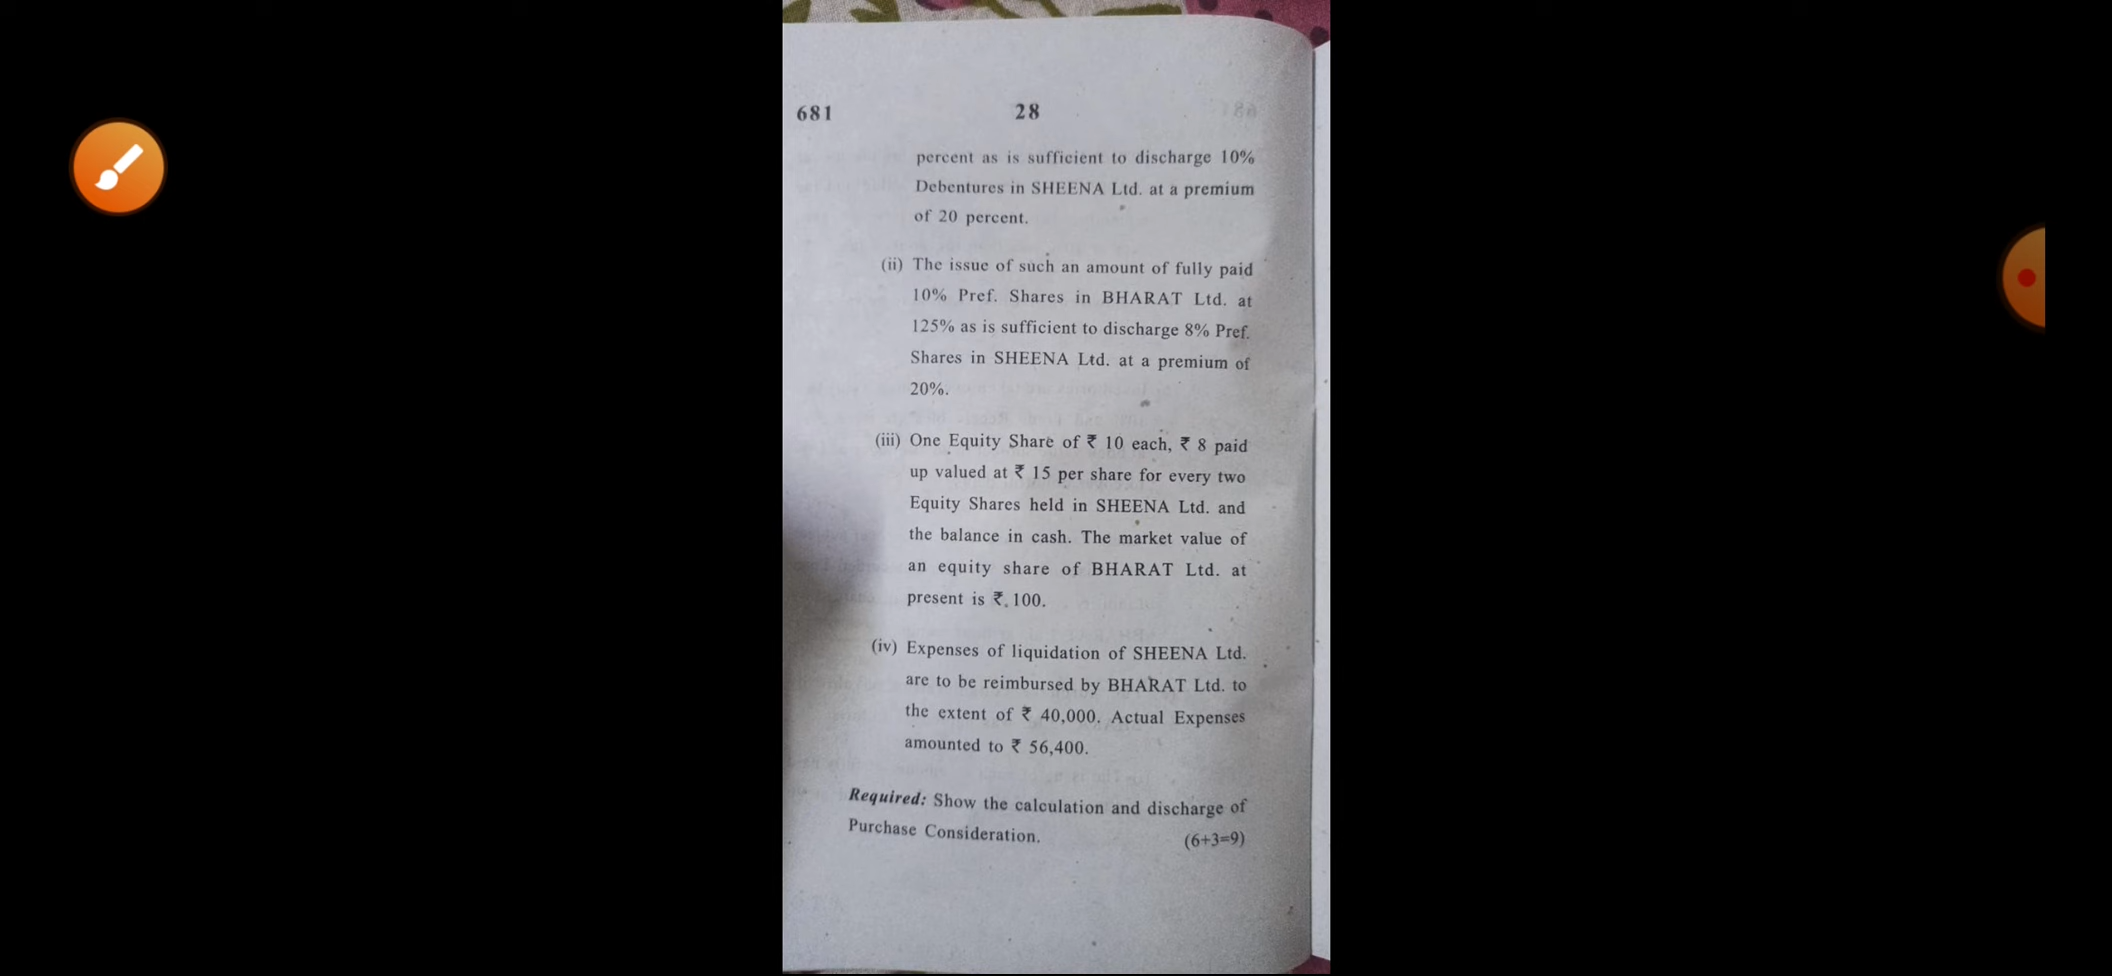 681 28
percent as is sufficient to discharge 10%
Debentures in SHEENA Ltd. at a premium
of 20 percent.
(ii) The issue of such an amount of fully paid
10% Pref. Shares in BHARAT Ltd. at
125% as is sufficient to discharge 8% Pref.
Shares in SHEENA Ltd. at a premium of
20%.
(iii) One Equity Share of ₹ 10 each, ₹ 8 paid
up valued at ₹ 15 per share for every two
Equity Shares held in SHEENA Ltd. and
the balance in cash. The market value of
an equity share of BHARAT Ltd. at
present is ₹ 100.
(iv) Expenses of liquidation of SHEENA Ltd.
are to be reimbursed by BHARAT Ltd. to
the extent of ₹ 40,000. Actual Expenses
amounted to ₹ 56,400.
Required: Show the calculation and discharge of
Purchase Consideration. (6+3=9)